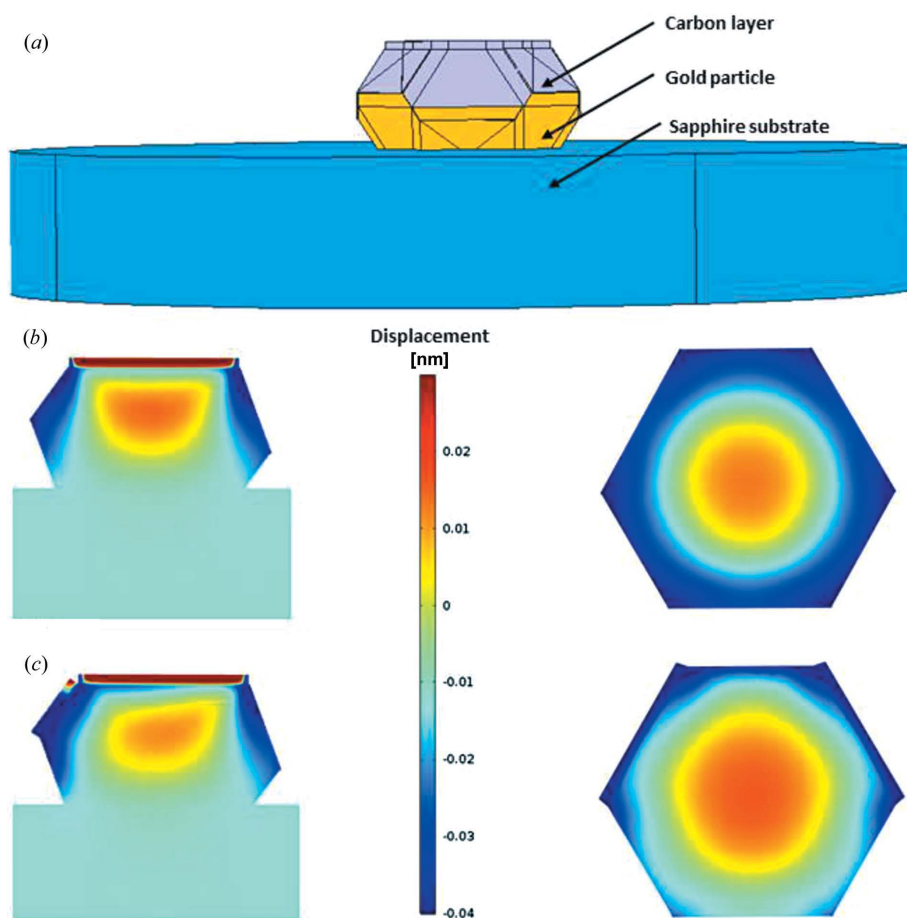 (a)
Carbon layer
Gold particle
Sapphire substrate
(b)
Displacement
[nm]
0.02
0.01
0
-0.01
-0.02
-0.03
-0.04
(c)